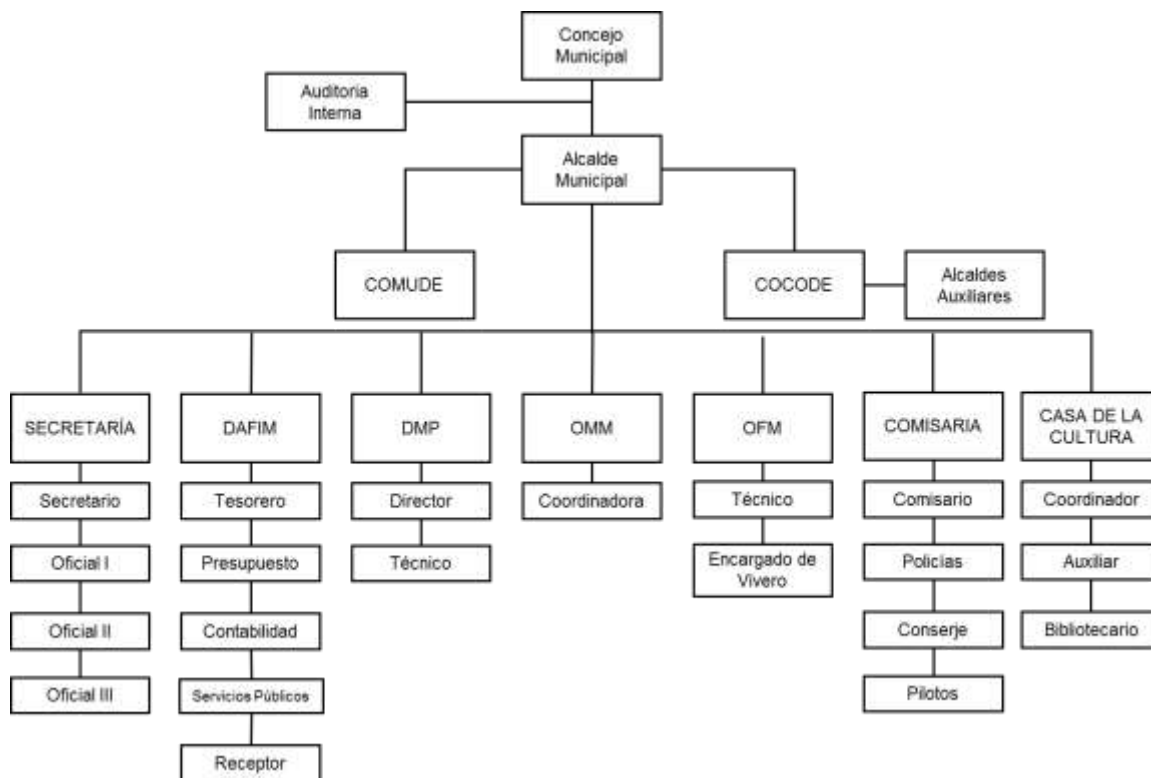 Concejo
Municipal
Auditoria
Interna
Alcalde
Municipal
COMUDE
COCODE
Alcaldes
Auxiliares
SECRETARÍA
DAFIM
DMP
OMM
OFM
COMISARIA
CASA DE LA
CULTURA
Secretario
Tesorero
Director
Coordinadora
Técnico
Comisario
Coordinador
Oficial I
Presupuesto
Técnico
Encargado de
Vivero
Policías
Auxiliar
Oficial II
Contabilidad
Conserje
Bibliotecario
Oficial III
Servicios Públicos
Pilotos
Receptor